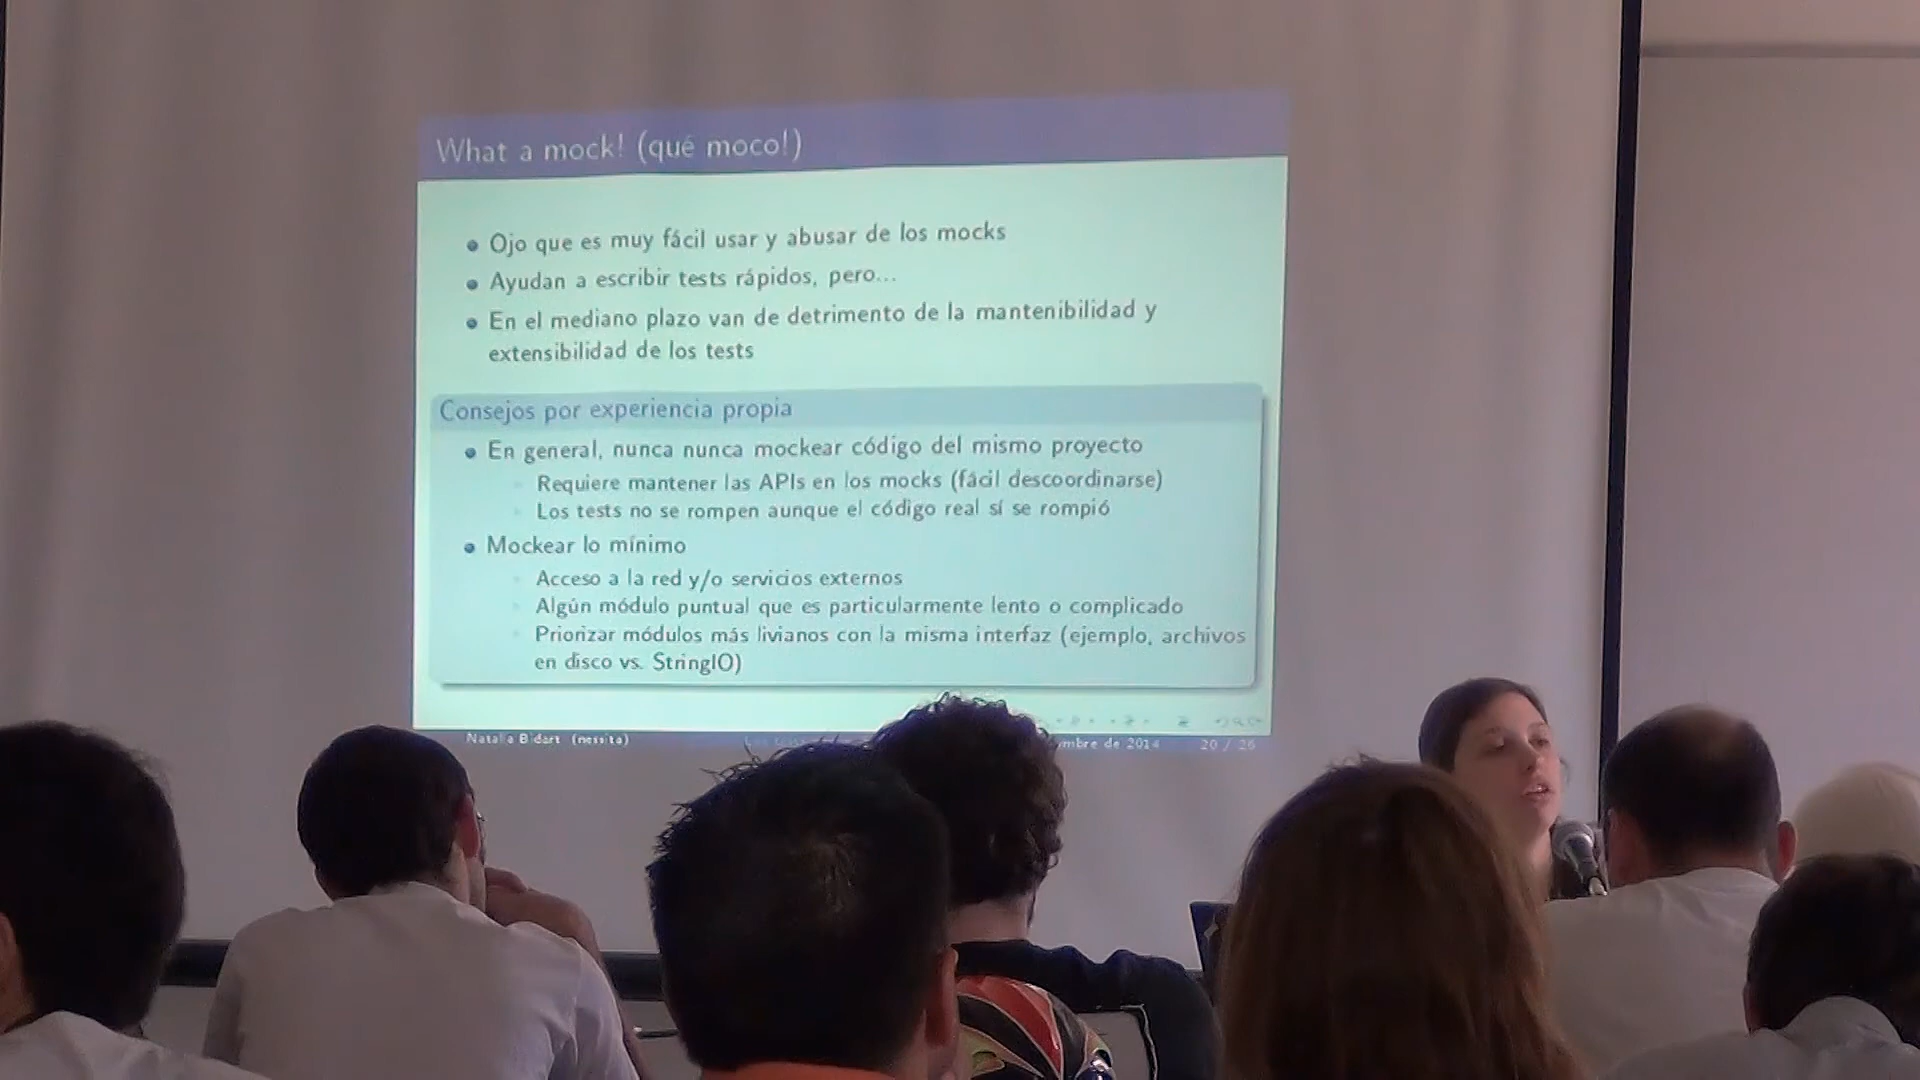 What a mock! (qué moco!)
Ojo que es muy fácil usar y abusar de los mocks
Ayudan a escribir tests rápidos, pero...
En el mediano plazo van de detrimento de la mantenibilidad y
extensibilidad de los tests
Consejos por experiencia propia
En general, nunca nunca mockear código del mismo proyecto
Requiere mantener las APIs en los mocks (fácil descoordinarse)
Los tests no se rompen aunque el código real sí se rompió
Mockear lo mínimo
Acceso a la red y/o servicios externos
Algún módulo puntual que es particularmente lento o complicado
Priorizar módulos más livianos con la misma interfaz (ejemplo, archivos
en disco vs. StringIO)
Natalia Bidart (nessita)
mbre de 2014 20 / 26